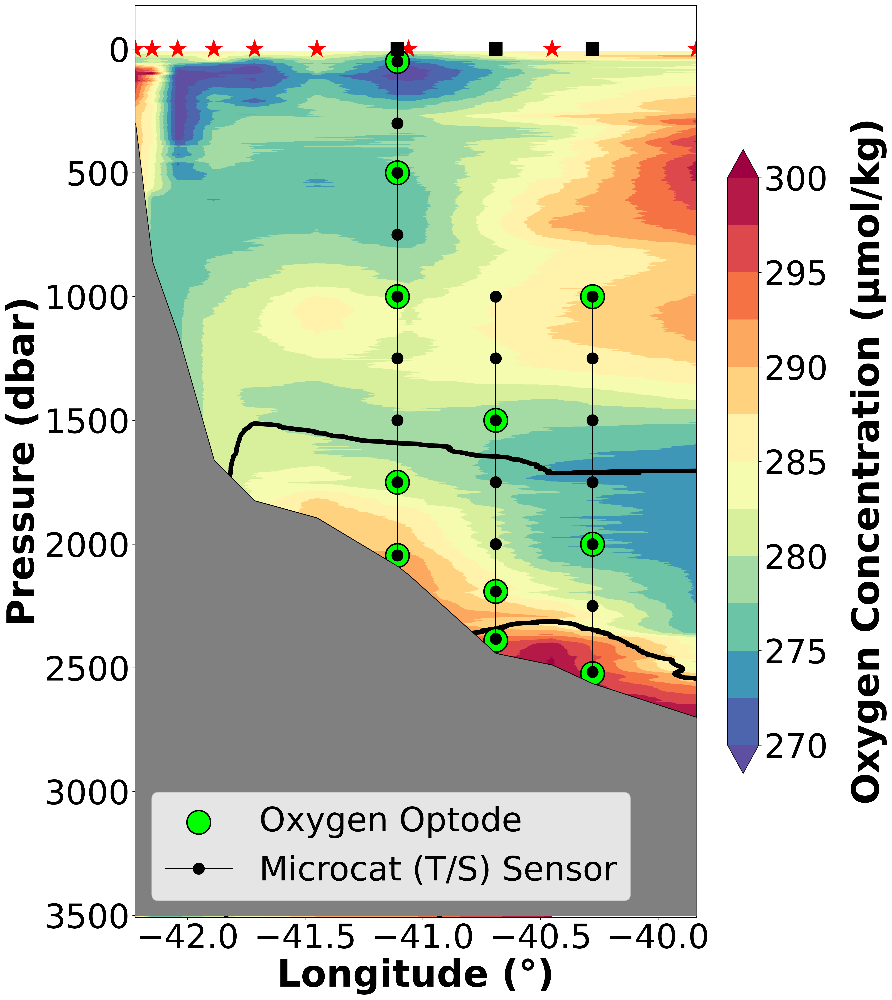 Pressure (dbar)
0
500
1000
1500
2000
2500
3000
3500
−42.0 −41.5 −41.0 −40.5 −40.0
Longitude (°)
Oxygen Optode
Microcat (T/S) Sensor
300
295
290
285
280
275
270
Oxygen Concentration (µmol/kg)